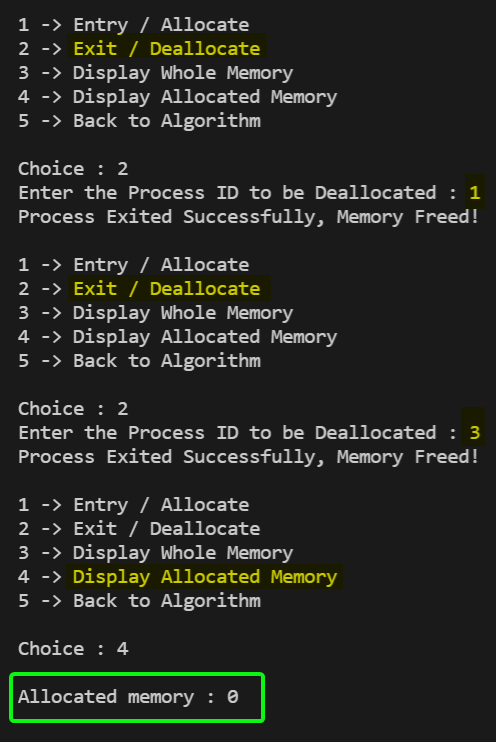 1 -> Entry / Allocate
2 -> Exit / Deallocate
3 -> Display Whole Memory
4 -> Display Allocated Memory
5 -> Back to Algorithm
Choice : 2
Enter the Process ID to be Deallocated : 1
Process Exited Successfully, Memory Freed!
1 -> Entry / Allocate
2 -> Exit / Deallocate
3 -> Display Whole Memory
4 -> Display Allocated Memory
5 -> Back to Algorithm
Choice : 2
Enter the Process ID to be Deallocated : 3
Process Exited Successfully, Memory Freed!
1 -> Entry / Allocate
2 -> Exit / Deallocate
3 -> Display Whole Memory
4 -> Display Allocated Memory
5 -> Back to Algorithm
Choice : 4
Allocated memory : 0